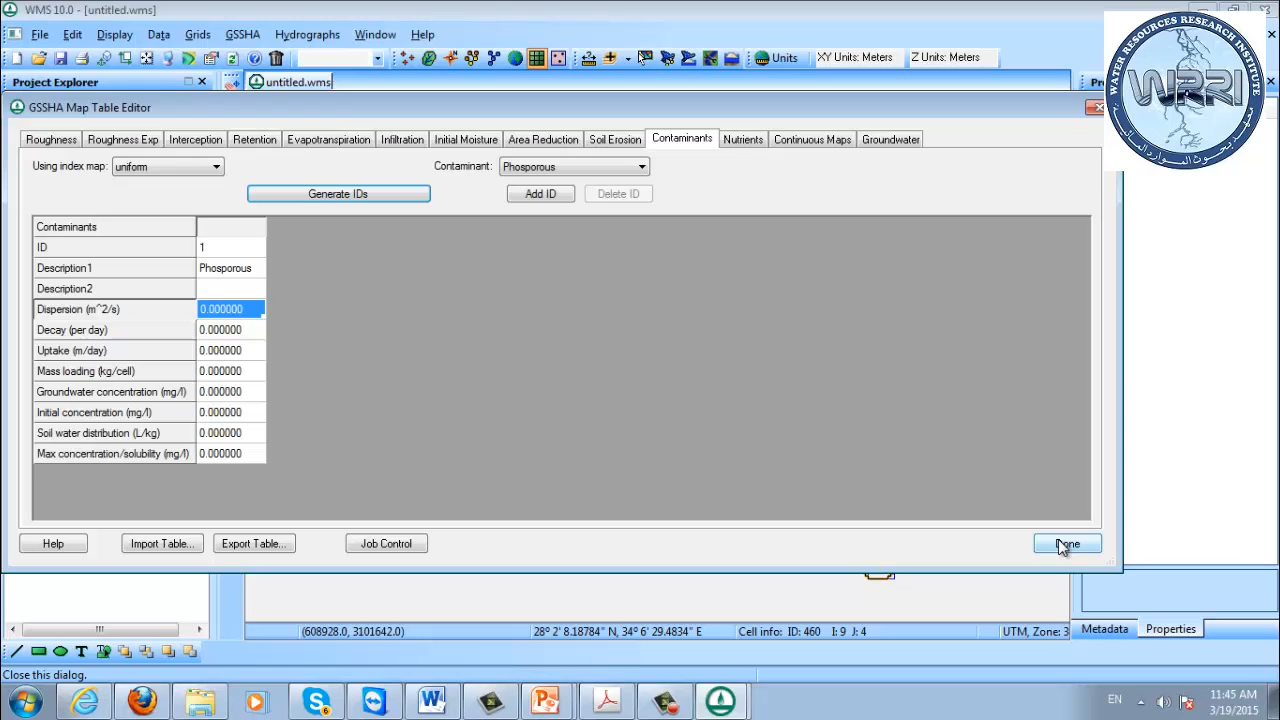 WMS 10.0 - [untitled.wms]
File Edit Display Data Grids GSSHA Hydrographs Window Help
Units XY Units: Meters Z Units: Meters
Project Explorer untitled.wms
GSSHA Map Table Editor
Roughness Roughness Exp Interception Retention Evapotranspiration Infiltration Initial Moisture Area Reduction Soil Erosion Contaminants Nutrients Continuous Maps Groundwater
Using index map: uniform Contaminant: Phosporous
Generate IDs Add ID Delete ID
Contaminants
ID 1
Description1 Phosporous
Description2
Dispersion (m^2/s) 0.000000
Decay (per day) 0.000000
Uptake (m/day) 0.000000
Mass loading (kg/cell) 0.000000
Groundwater concentration (mg/l) 0.000000
Initial concentration (mg/l) 0.000000
Soil water distribution (L/kg) 0.000000
Max concentration/solubility (mg/l) 0.000000
Help Import Table... Export Table... Job Control Done
(608928.0, 3101642.0) 28° 2' 8.18784" N, 34° 6' 29.4834" E Cell info: ID: 460 I: 9 J: 4 UTM, Zone: 3
Metadata Properties
Close this dialog.
EN 11:45 AM
3/19/2015
6
WATER RESOURCES RESEARCH INSTITUTE
WRRI
معهد بحوث الموارد المائية